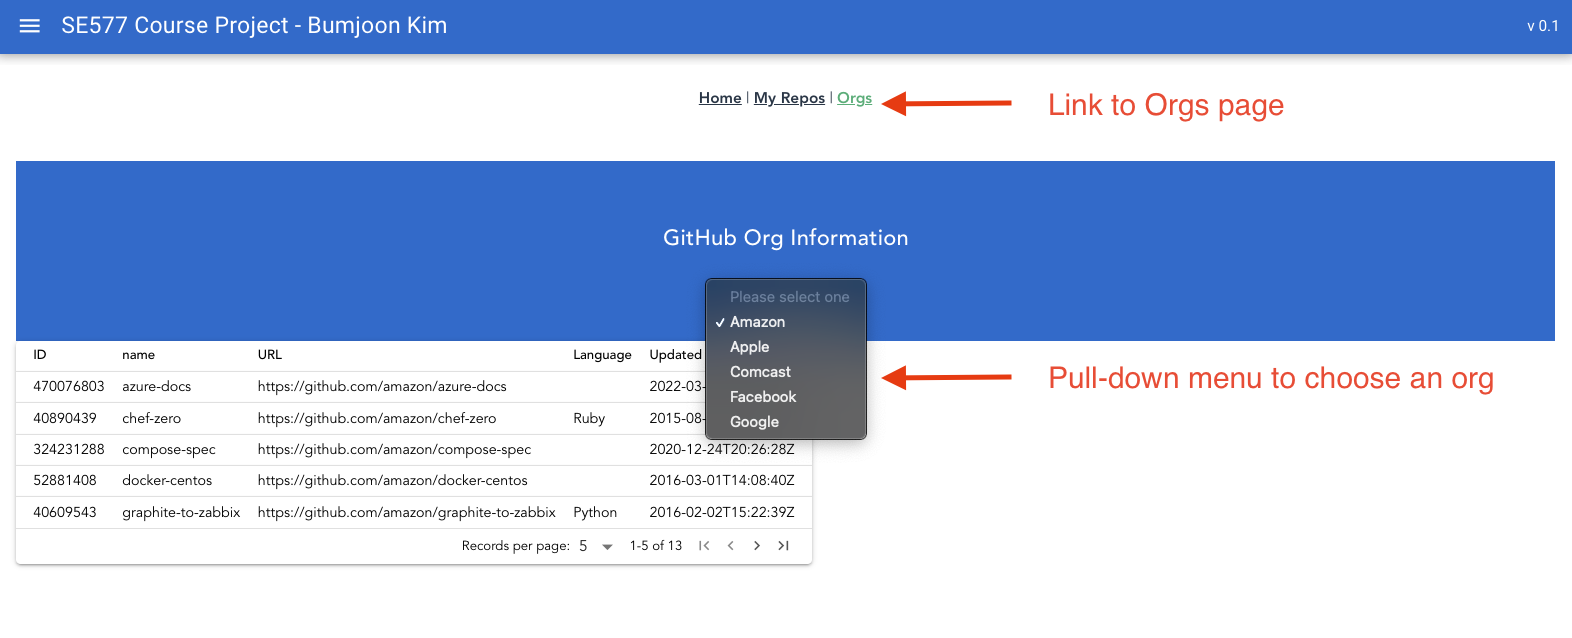 SE577 Course Project - Bumjoon Kim
v 0.1
Home | My Repos | Orgs
Link to Orgs page
GitHub Org Information
Please select one
✓ Amazon
Apple
Comcast
Facebook
Google
Pull-down menu to choose an org
ID name URL Language Updated
470076803 azure-docs https://github.com/amazon/azure-docs 2022-03-
40890439 chef-zero https://github.com/amazon/chef-zero Ruby 2015-08-
324231288 compose-spec https://github.com/amazon/compose-spec 2020-12-24T20:26:28Z
52881408 docker-centos https://github.com/amazon/docker-centos 2016-03-01T14:08:40Z
40609543 graphite-to-zabbix https://github.com/amazon/graphite-to-zabbix Python 2016-02-02T15:22:39Z
Records per page: 5 1-5 of 13